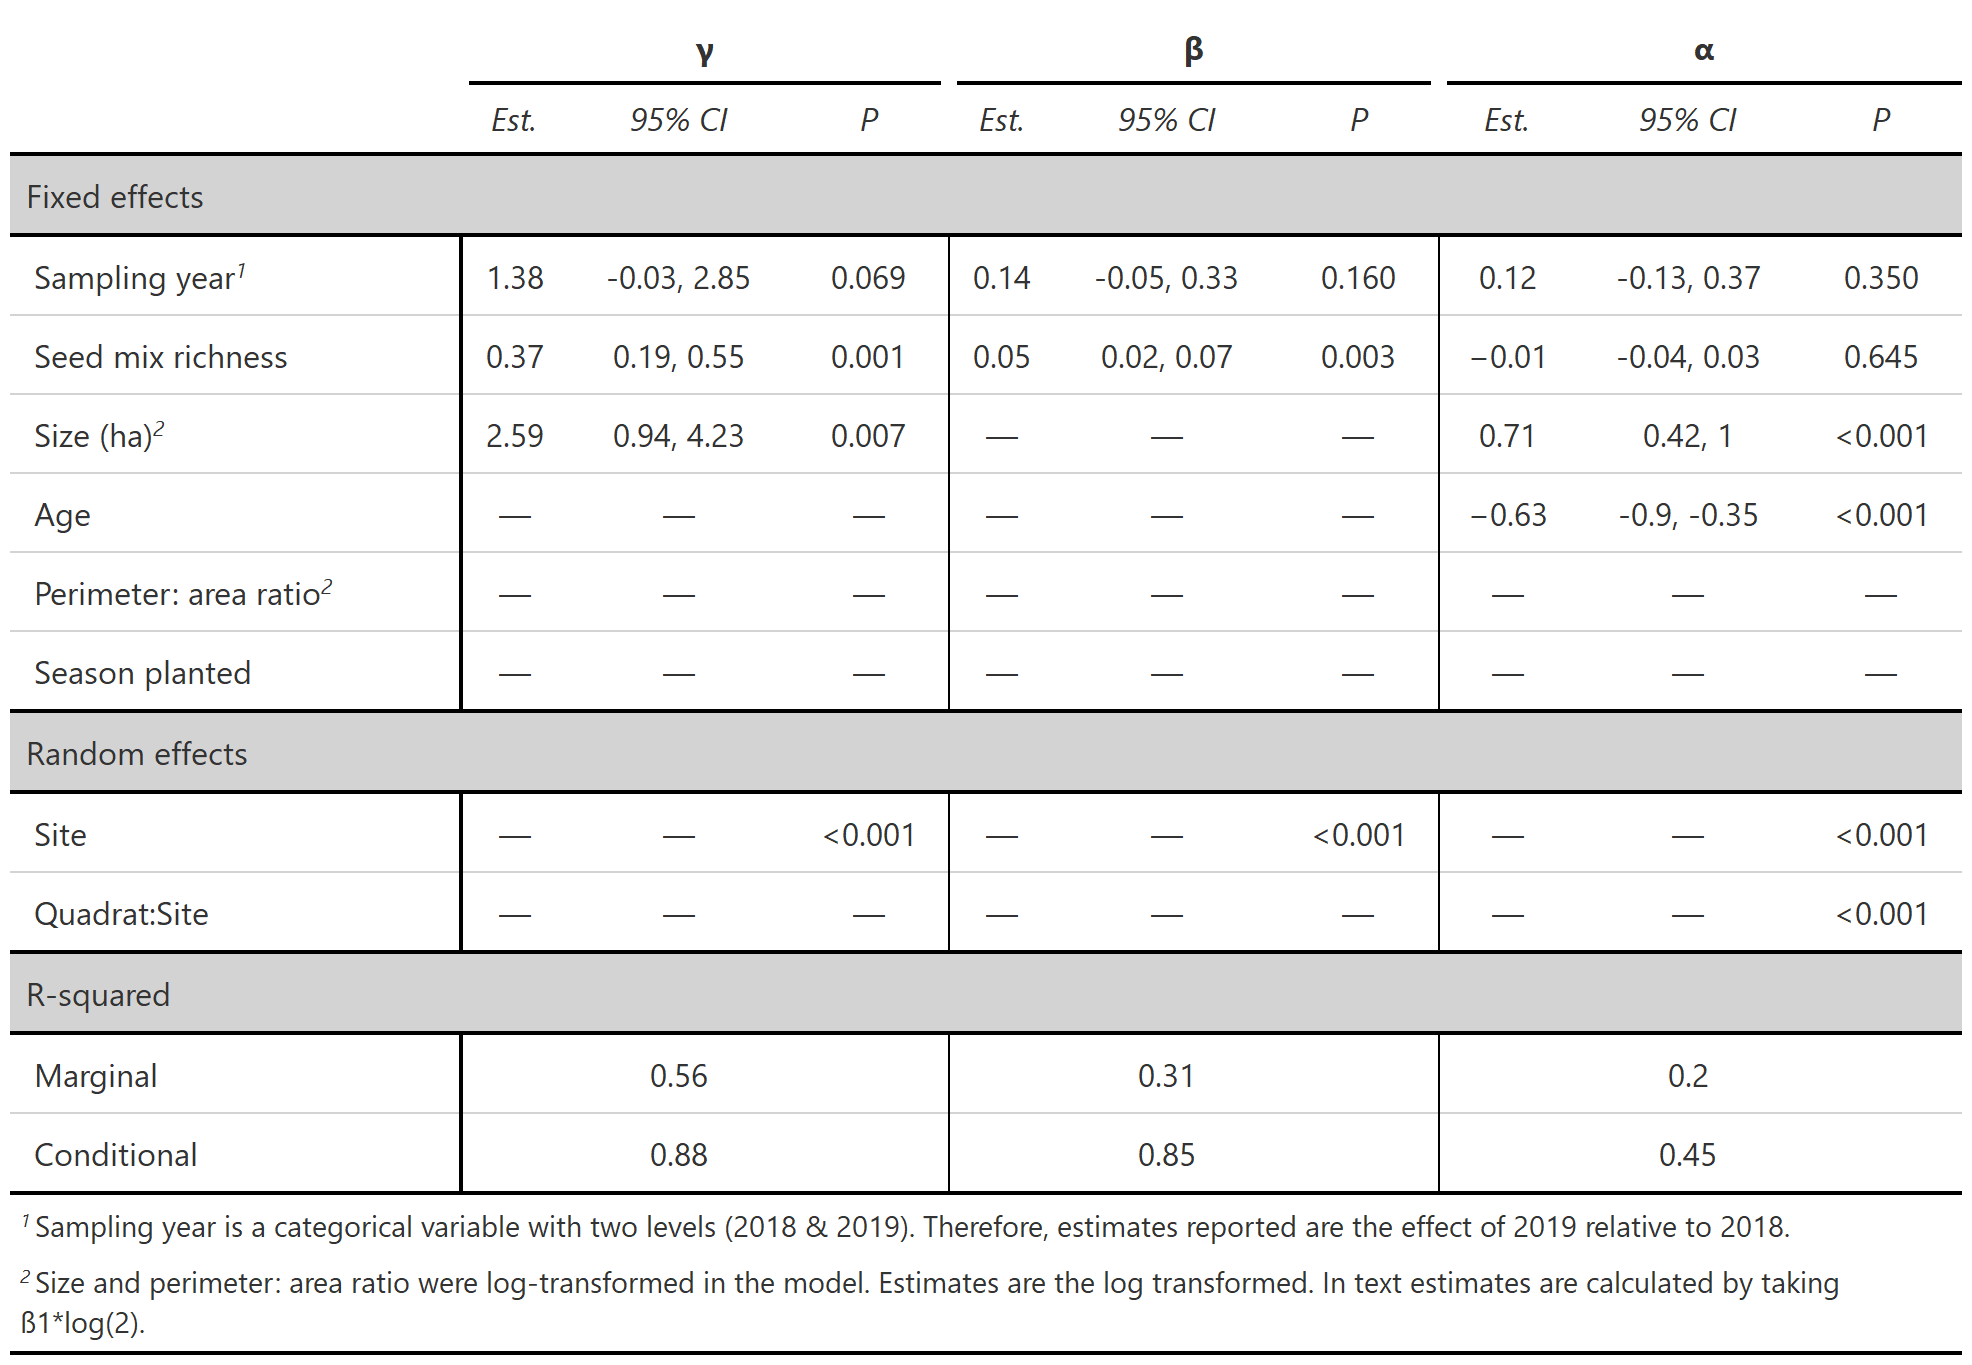 γ β α
Est. 95% CI P Est. 95% CI P Est. 95% CI P
Fixed effects
Sampling year1 1.38 -0.03, 2.85 0.069 0.14 -0.05, 0.33 0.160 0.12 -0.13, 0.37 0.350
Seed mix richness 0.37 0.19, 0.55 0.001 0.05 0.02, 0.07 0.003 −0.01 -0.04, 0.03 0.645
Size (ha)2 2.59 0.94, 4.23 0.007 — — — 0.71 0.42, 1 <0.001
Age — — — — — — −0.63 -0.9, -0.35 <0.001
Perimeter: area ratio2 — — — — — — — — —
Season planted — — — — — — — — —
Random effects
Site — — <0.001 — — <0.001 — — <0.001
Quadrat:Site — — — — — — — — <0.001
R-squared
Marginal 0.56 0.31 0.2
Conditional 0.88 0.85 0.45
1 Sampling year is a categorical variable with two levels (2018 & 2019). Therefore, estimates reported are the effect of 2019 relative to 2018.
2 Size and perimeter: area ratio were log-transformed in the model. Estimates are the log transformed. In text estimates are calculated by taking
ß1*log(2).